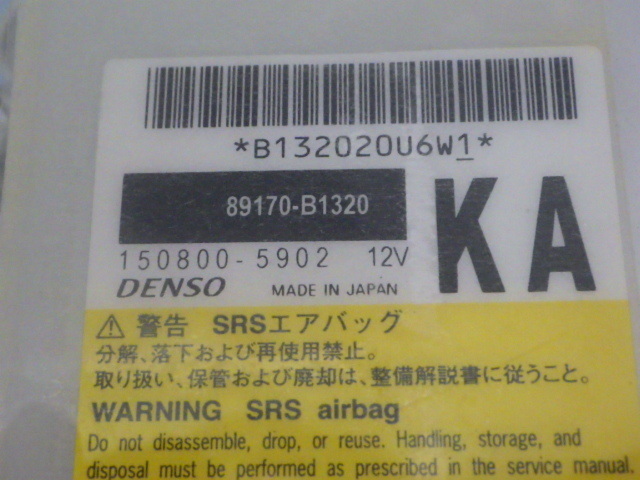 *B132020U6W1*
89170-B1320
KA
150800-5902 12V
DENSO MADE IN JAPAN
⚠ 警告 SRSエアバッグ
分解、落下および再使用禁止。
取り扱い、保管および廃却は、整備解説書に従うこと。
WARNING SRS airbag
Do not disassemble, drop, or reuse. Handling, storage, and
disposal must be performed as prescribed in the service manual.